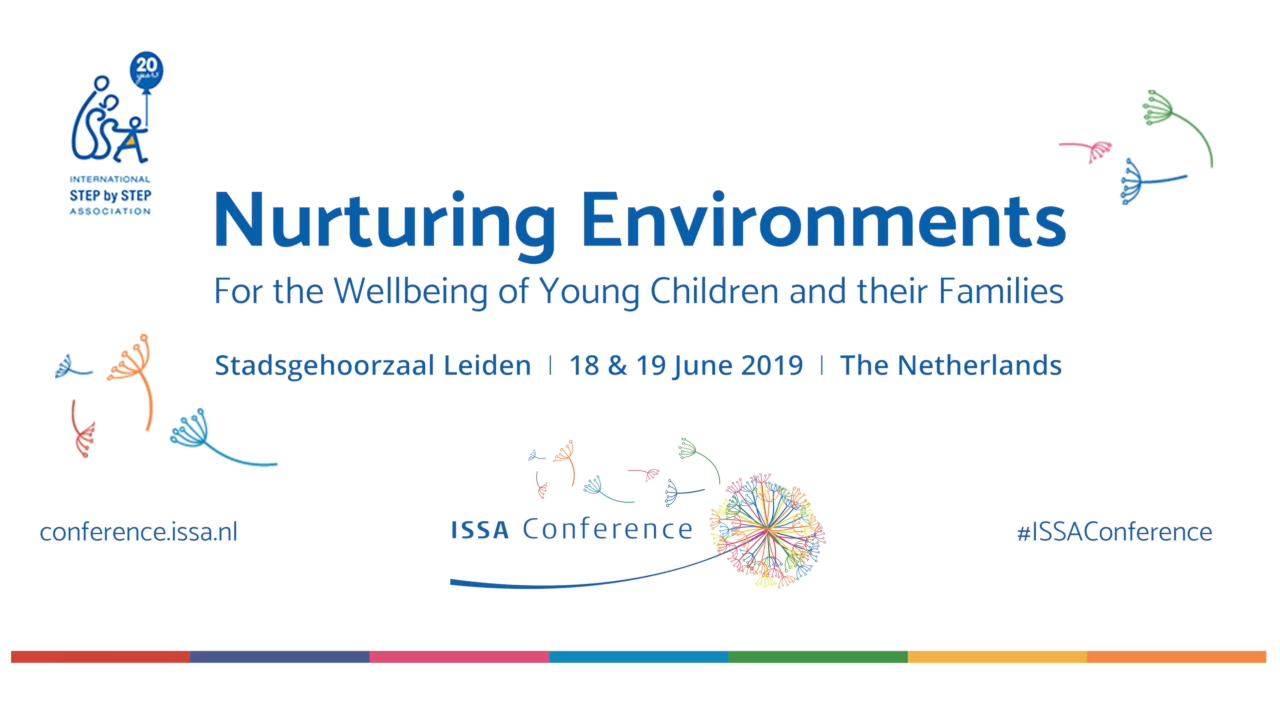 20
years
ISSA
INTERNATIONAL
STEP by STEP
ASSOCIATION
Nurturing Environments
For the Wellbeing of Young Children and their Families
Stadsgehoorzaal Leiden | 18 & 19 June 2019 | The Netherlands
conference.issa.nl
ISSA Conference
#ISSAConference